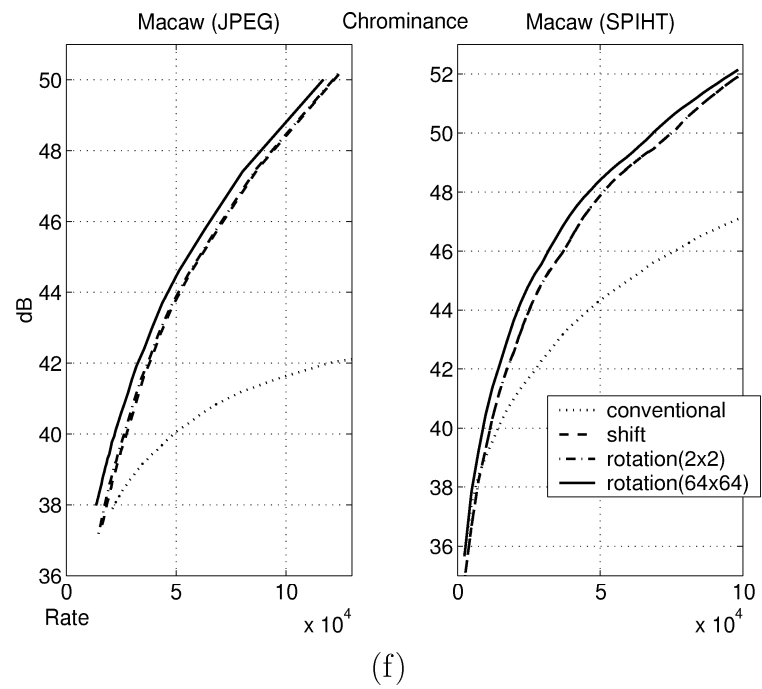 Macaw (JPEG) Chrominance Macaw (SPIHT)
dB
50
48
46
44
42
40
38
36
0 5 10
Rate
x 10^4
52
50
48
46
44
42
40
38
36
0 5 10
x 10^4
conventional
shift
rotation(2x2)
rotation(64x64)
(f)